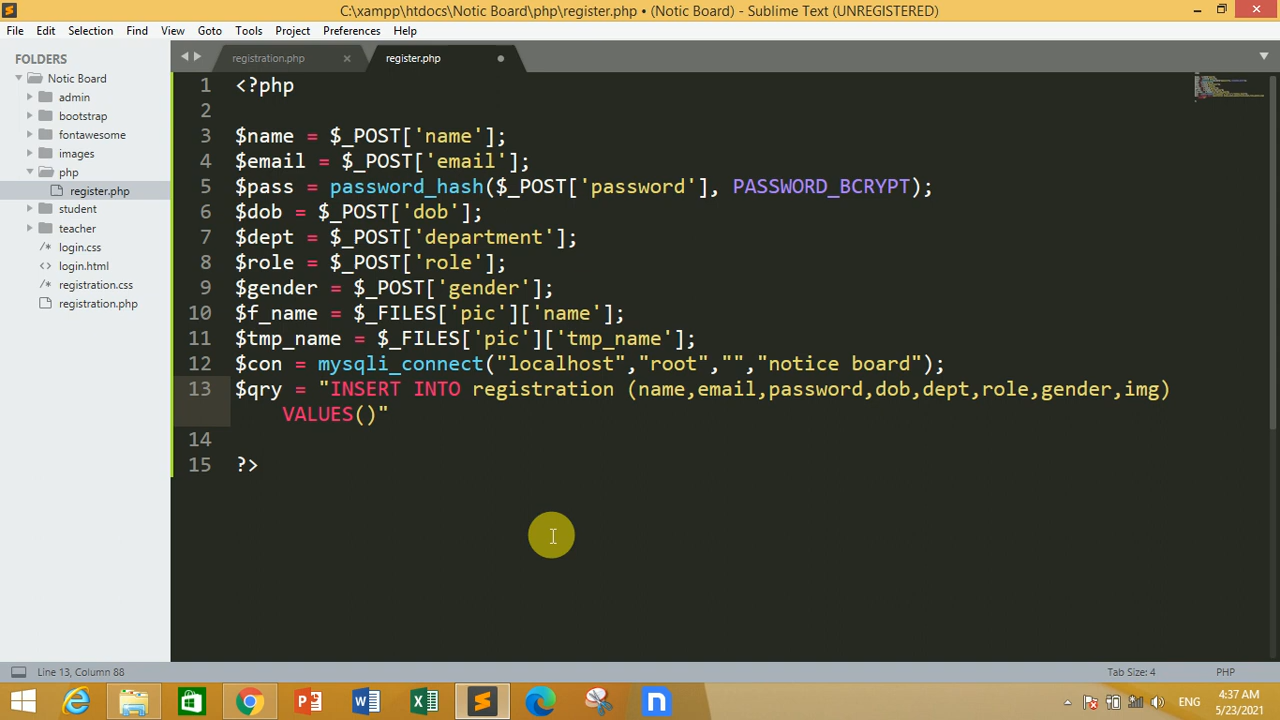 C:\xampp\htdocs\Notic Board\php\register.php • (Notic Board) - Sublime Text (UNREGISTERED)
File Edit Selection Find View Goto Tools Project Preferences Help
FOLDERS
Notic Board
admin
bootstrap
fontawesome
images
php
register.php
student
teacher
/* login.css
<> login.html
/* registration.css
registration.php
registration.php × register.php
1 <?php
2
3 $name = $_POST['name'];
4 $email = $_POST['email'];
5 $pass = password_hash($_POST['password'], PASSWORD_BCRYPT);
6 $dob = $_POST['dob'];
7 $dept = $_POST['department'];
8 $role = $_POST['role'];
9 $gender = $_POST['gender'];
10 $f_name = $_FILES['pic']['name'];
11 $tmp_name = $_FILES['pic']['tmp_name'];
12 $con = mysqli_connect("localhost","root","","notice board");
13 $qry = "INSERT INTO registration (name,email,password,dob,dept,role,gender,img)
VALUES()"
14
15 ?>
Line 13, Column 88 Tab Size: 4 PHP
ENG
4:37 AM
5/23/2021